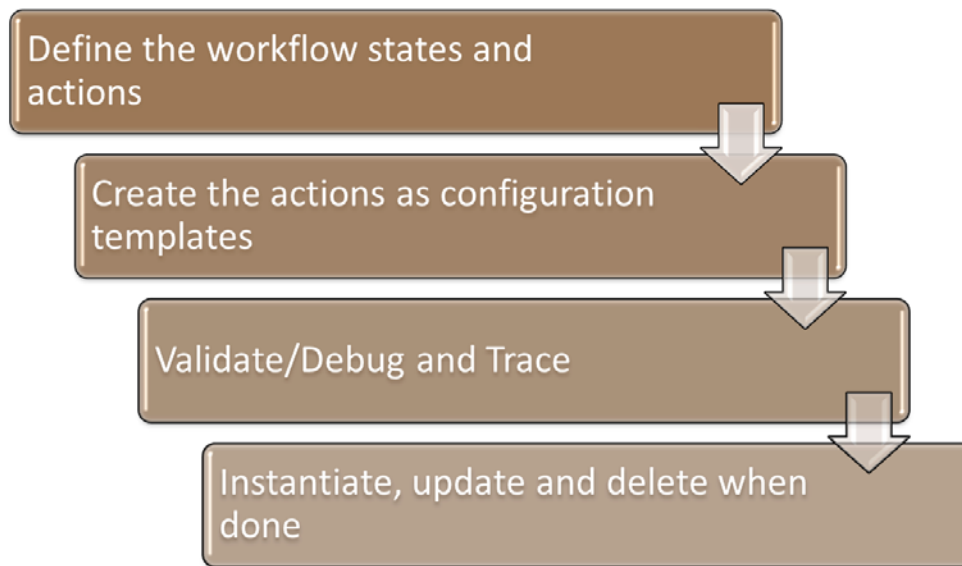 Define the workflow states and
actions
Create the actions as configuration
templates
Validate/Debug and Trace
Instantiate, update and delete when
done